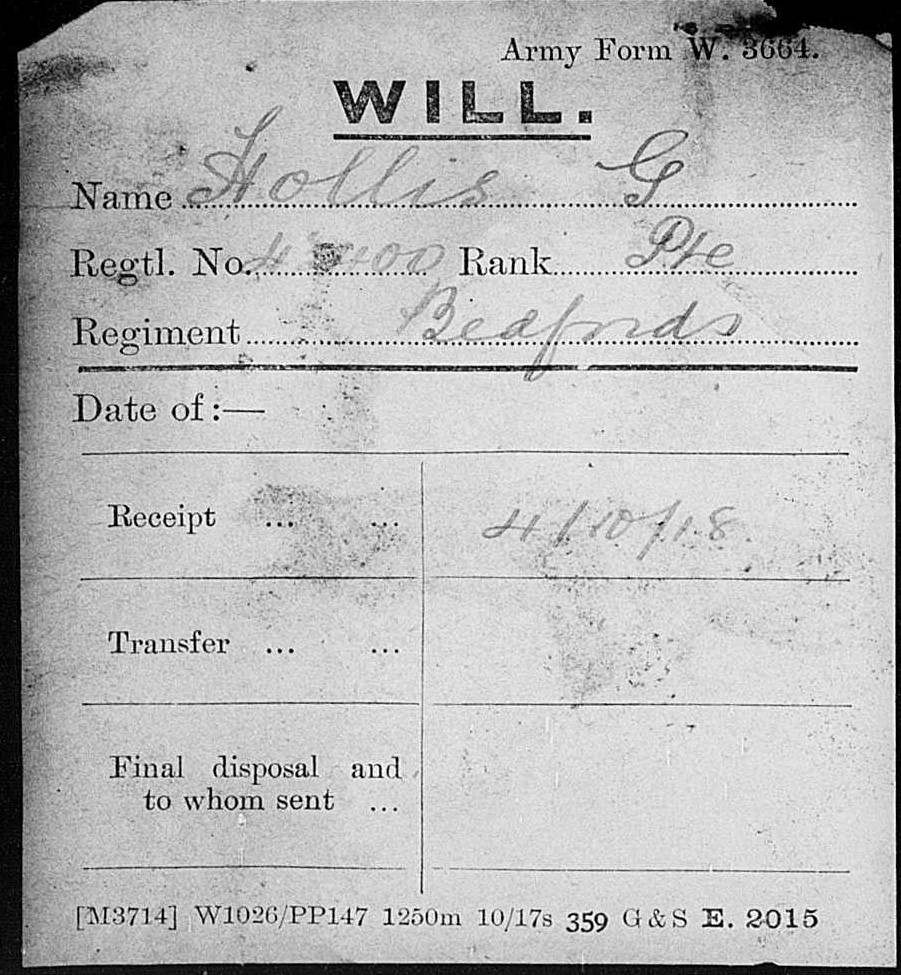 Army Form W. 3664.
WILL.
Name Hollis G
Regtl. No. Rank Pte
Regiment Bedfords
Date of :—
Receipt ... ... 4/10/18.
Transfer ... ...
Final disposal and
to whom sent ...
[M3714] W1026/PP147 1250m 10/17s 359 G & S E. 2015